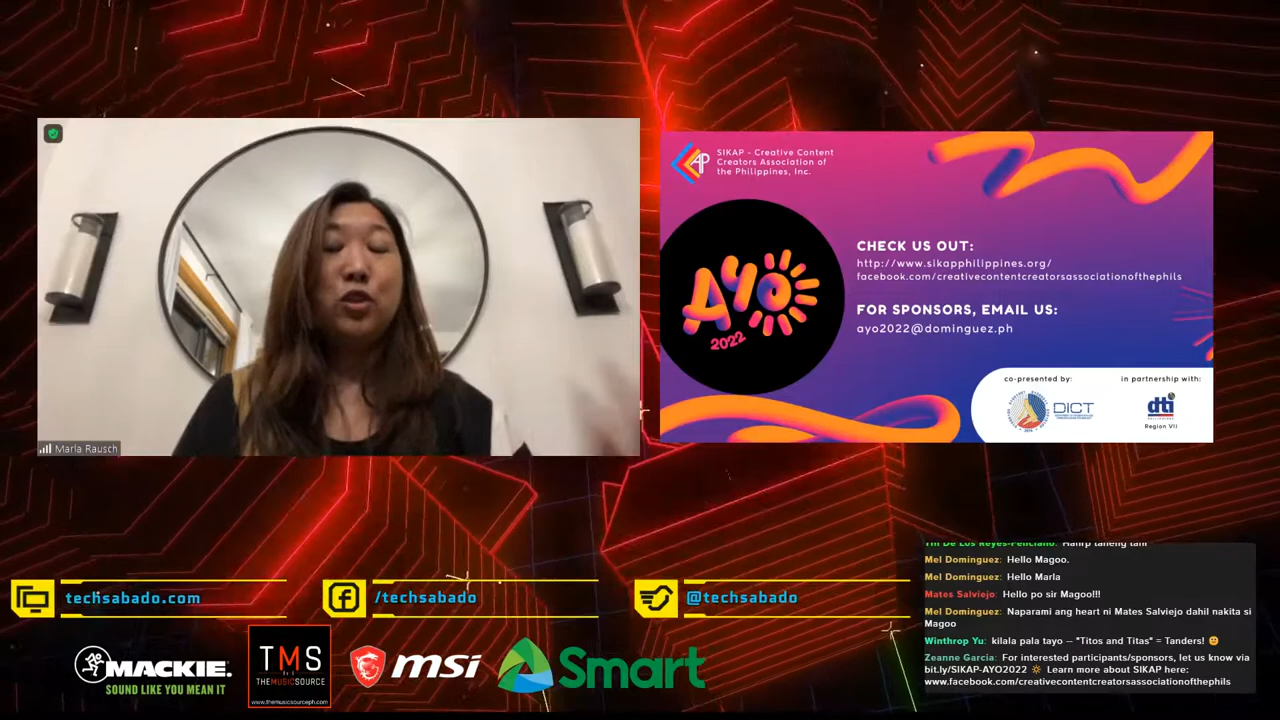 Marla Rausch
SIKAP - Creative Content
Creators Association of
the Philippines, Inc.
AYO
2022
CHECK US OUT:
http://www.sikapphilippines.org/
facebook.com/creativecontentcreatorsassociationofthephils
FOR SPONSORS, EMAIL US:
ayo2022@dominguez.ph
co-presented by:
DICT
in partnership with:
dti
PHILIPPINES
Region VII
techsabado.com
/techsabado
@techsabado
MACKIE.
SOUND LIKE YOU MEAN IT
TMS
THEMUSICSOURCE
www.themusicsourceph.com
msi
Smart
Mel Dominguez: Hello Magoo.
Mel Dominguez: Hello Marla
Mates Salviejo: Hello po sir Magoo!!!
Mel Dominguez: Naparami ang heart ni Mates Salviejo dahil nakita si
Magoo
Winthrop Yu: kilala pala tayo — "Titos and Titas" = Tanders! 🙂
Zeanne Garcia: For interested participants/sponsors, let us know via
bit.ly/SIKAP-AYO2022 ☀ Learn more about SIKAP here:
www.facebook.com/creativecontentcreatorsassociationofthephils